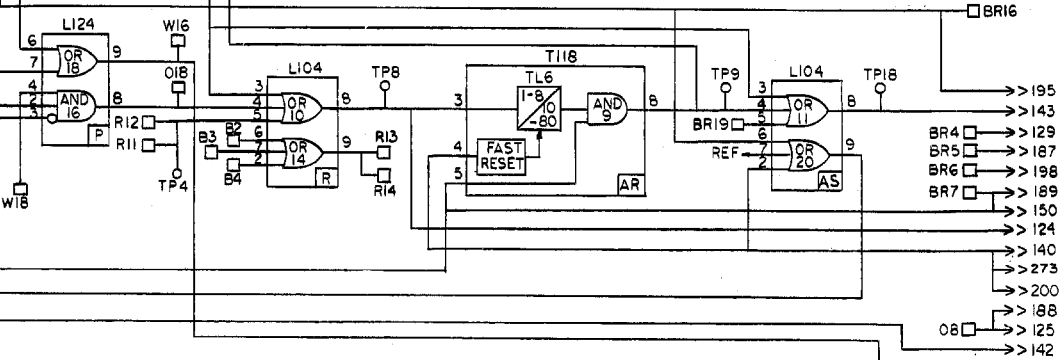 BR16
L124
W16
6
7
OR
18
9
O18
4
2
3
AND
16
8
P
R12
R11
TP4
W18
L104
3
4
5
OR
10
8
B2
B3
B4
6
7
2
OR
14
9
R
R13
R14
TP8
T118
TL6
3
1-8
10
-80
AND
9
8
4
5
FAST
RESET
AR
TP9
L104
TP18
3
4
5
OR
11
8
BR19
REF
6
7
2
OR
20
9
AS
>195
>143
BR4 >129
BR5 >187
BR6 >198
BR7 >189
>150
>124
>140
>273
>200
>188
O8 >125
>142